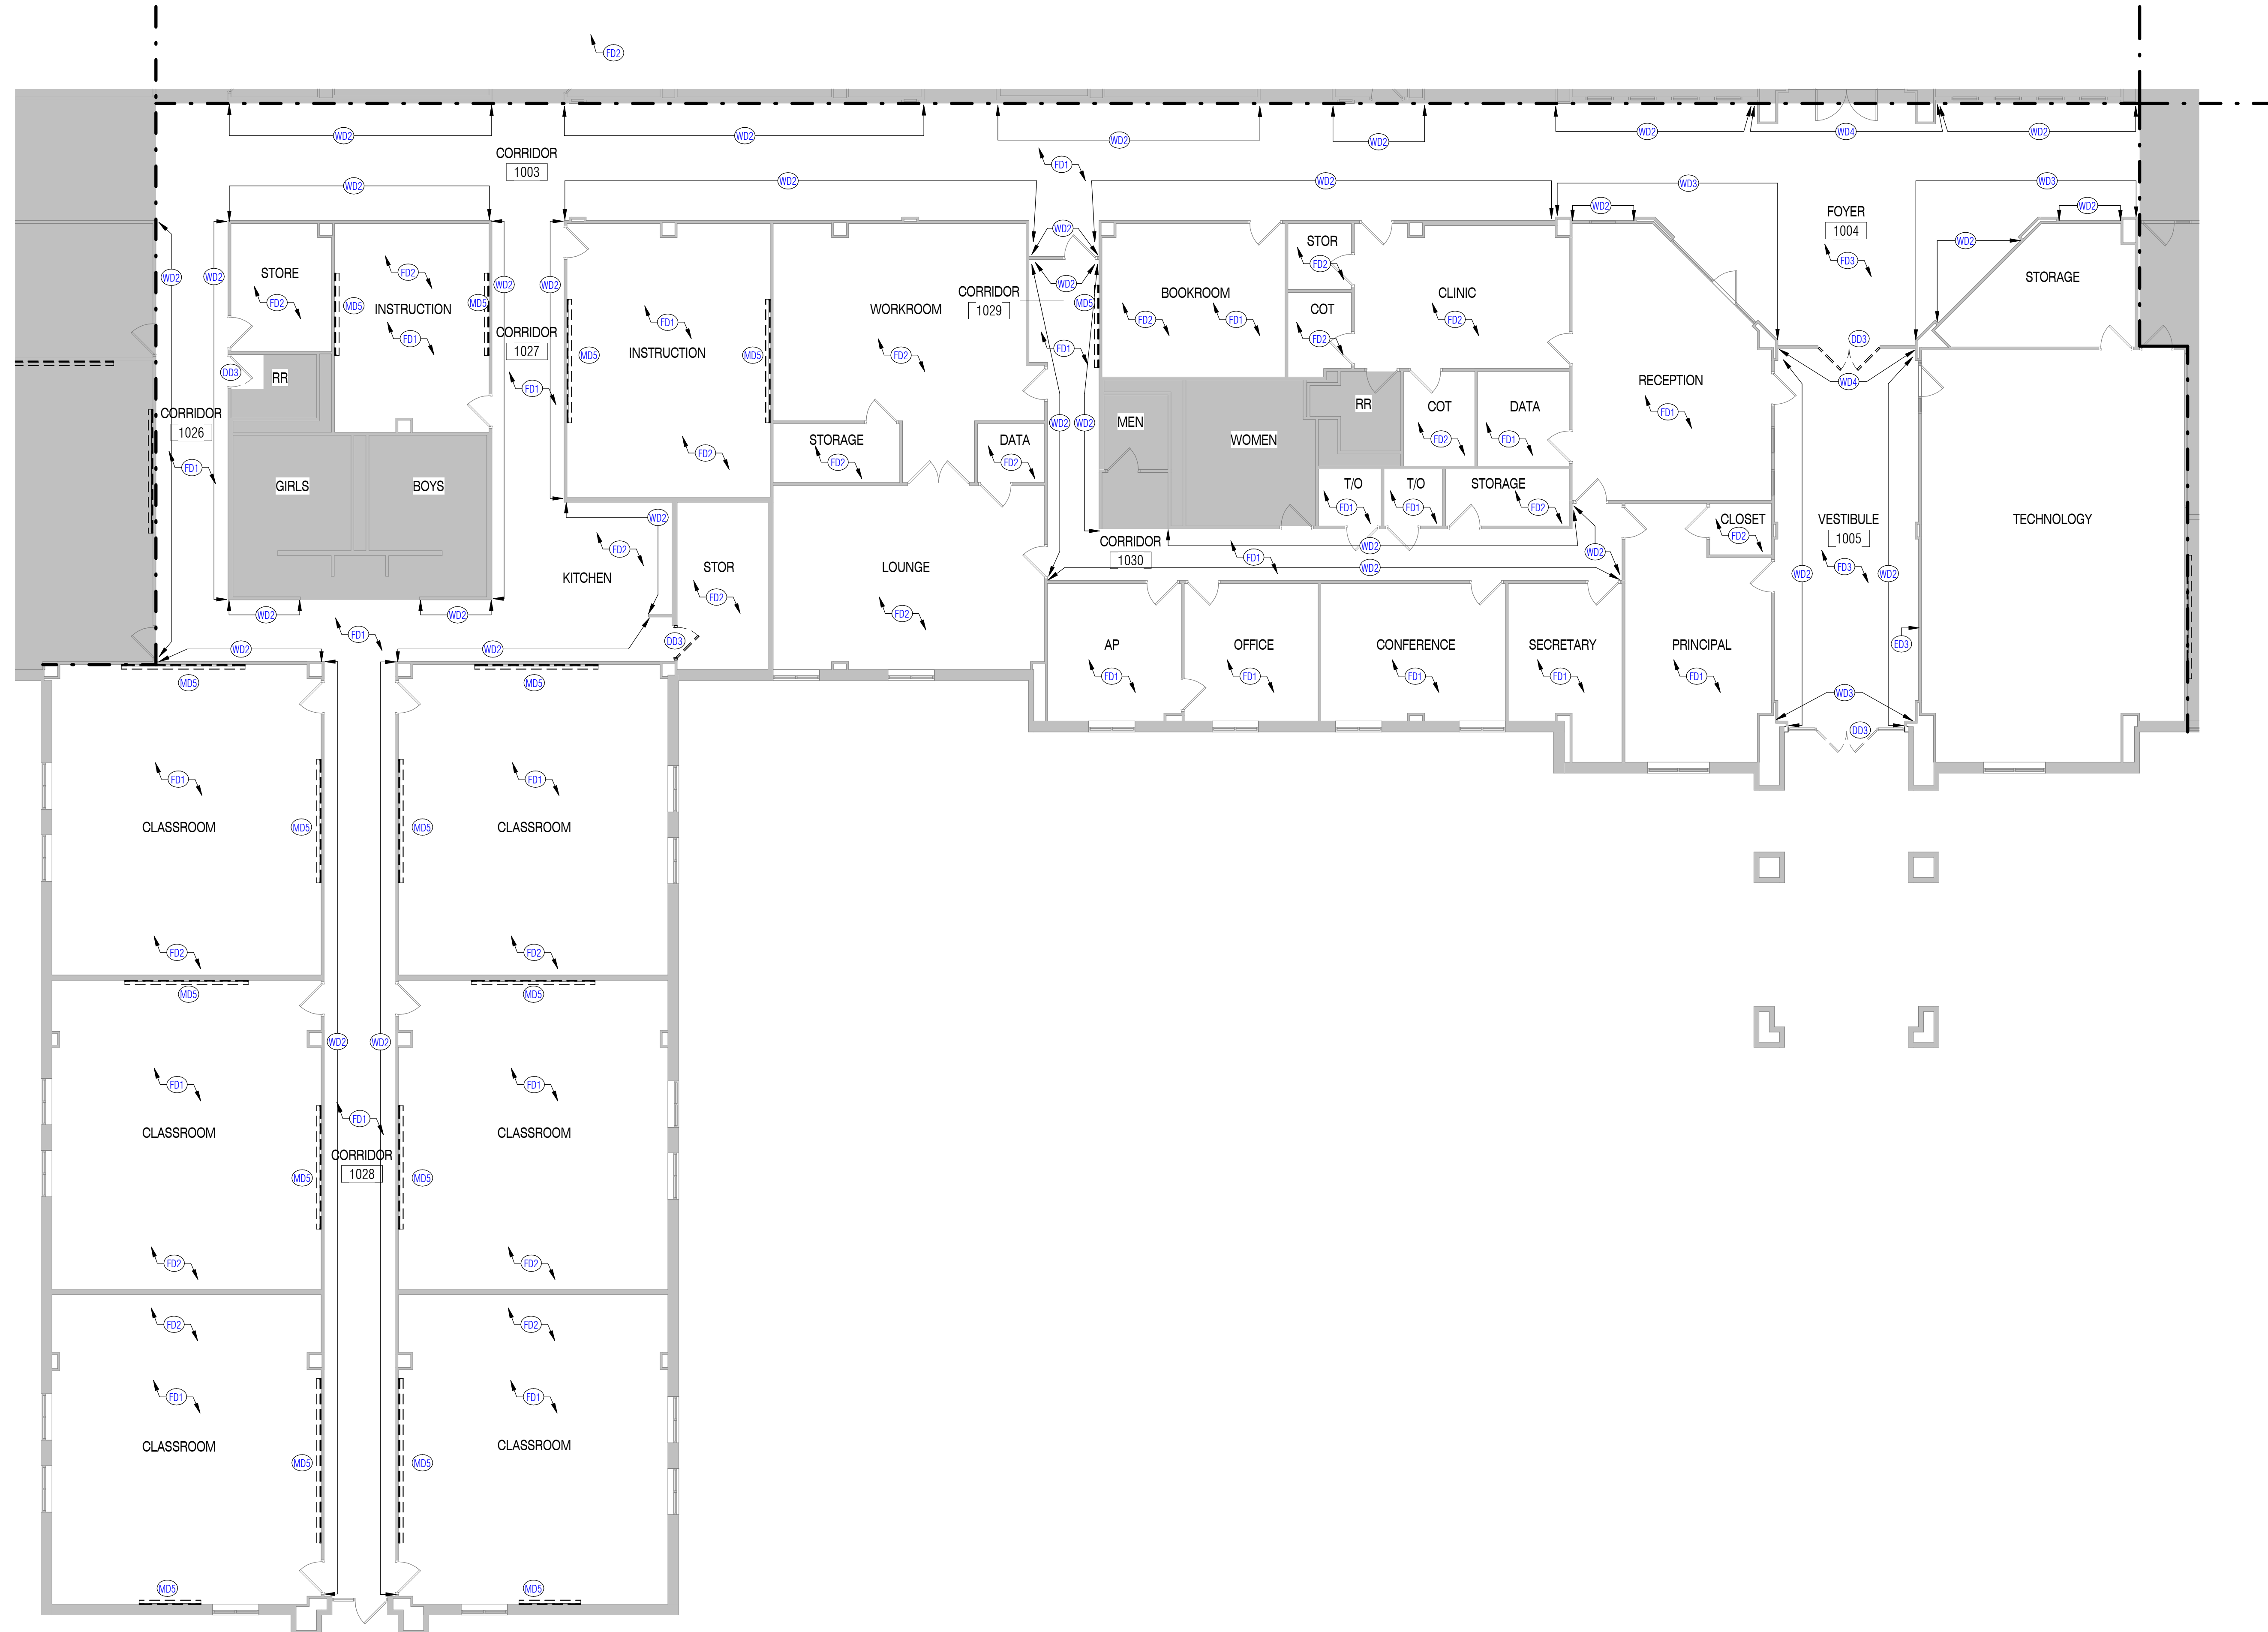 FD2
WD2
WD2
WD2
WD2
WD2
WD4
WD2
CORRIDOR
1003
FD1
WD2
WD2
WD2
WD3
WD3
WD2
WD2
FOYER
1004
FD3
WD2
WD2
WD2
WD2
WD2
WD2
WD2
STORE
FD2
FD2
MD5
MD5
INSTRUCTION
FD1
CORRIDOR
1027
FD1
MD5
FD1
INSTRUCTION
MD5
FD2
WORKROOM
FD2
CORRIDOR
1029
MD5
FD1
BOOKROOM
FD2
FD1
STOR
FD2
COT
FD2
CLINIC
FD2
STORAGE
DD3
WD4
DD3
RR
CORRIDOR
1026
FD1
STORAGE
FD2
DATA
FD2
WD2
WD2
MEN
WOMEN
RR
COT
FD2
DATA
FD1
RECEPTION
FD1
GIRLS
BOYS
T/O
FD1
T/O
FD1
STORAGE
FD2
CLOSET
FD2
VESTIBULE
1005
FD3
TECHNOLOGY
WD2
FD2
KITCHEN
STOR
FD2
LOUNGE
FD2
CORRIDOR
1030
FD1
WD2
WD2
WD2
WD2
WD2
WD2
WD2
FD1
WD2
WD2
DD3
AP
FD1
OFFICE
FD1
CONFERENCE
FD1
SECRETARY
FD1
PRINCIPAL
FD1
ED3
WD3
DD3
MD5
MD5
FD1
FD1
CLASSROOM
MD5
MD5
CLASSROOM
FD2
FD2
MD5
MD5
WD2
WD2
FD1
FD1
FD1
CLASSROOM
CLASSROOM
CORRIDOR
1028
MD5
MD5
FD2
FD2
FD2
FD2
FD1
FD1
CLASSROOM
CLASSROOM
MD5
MD5
MD5
MD5